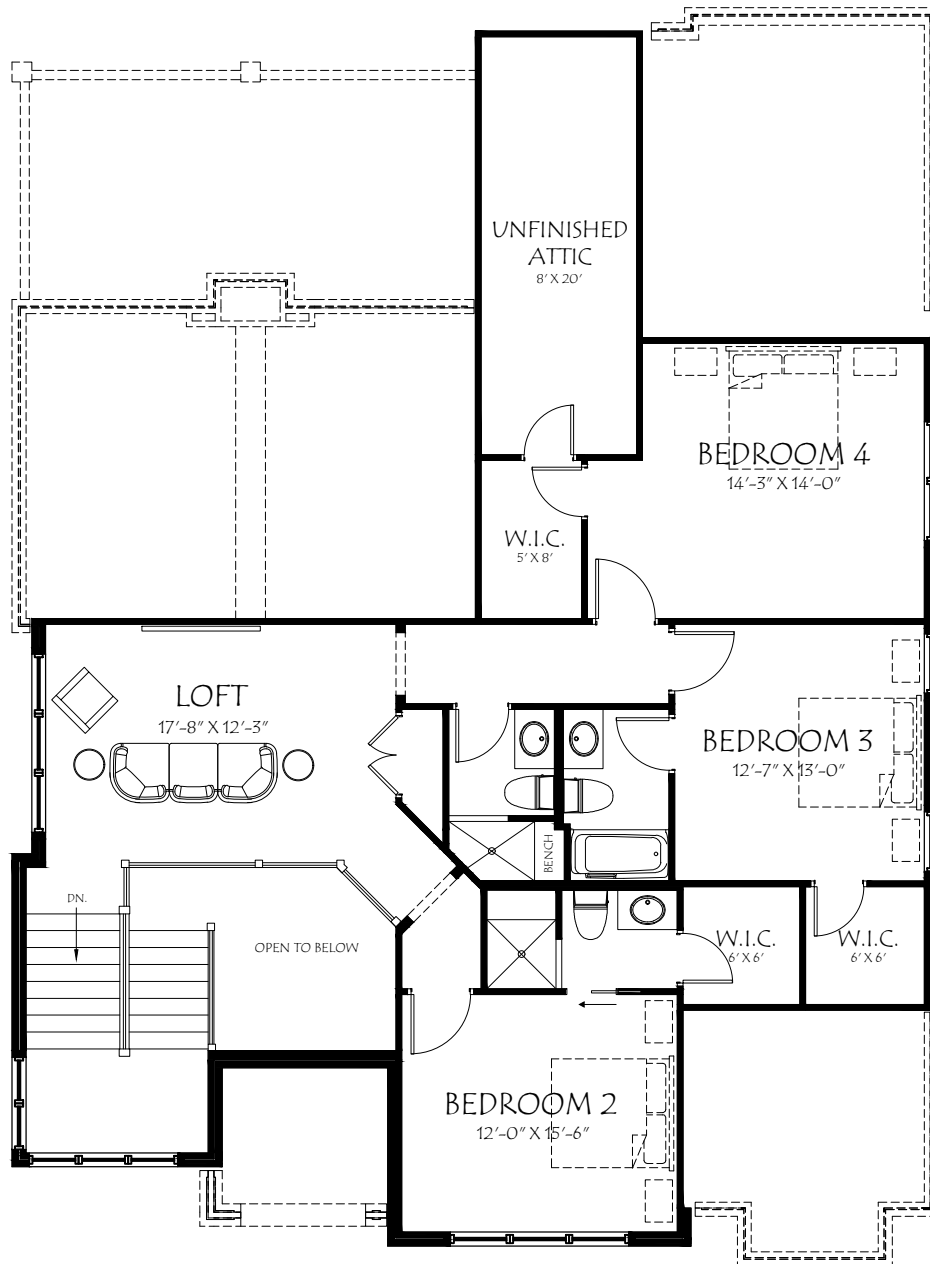 UNFINISHED
ATTIC
8' X 20'
BEDROOM 4
14'-3" X 14'-0"
W.I.C.
5' X 8'
LOFT
17'-8" X 12'-3"
BEDROOM 3
12'-7" X 13'-0"
BENCH
DN.
OPEN TO BELOW
W.I.C.
6' X 6'
W.I.C.
6' X 6'
BEDROOM 2
12'-0" X 15'-6"